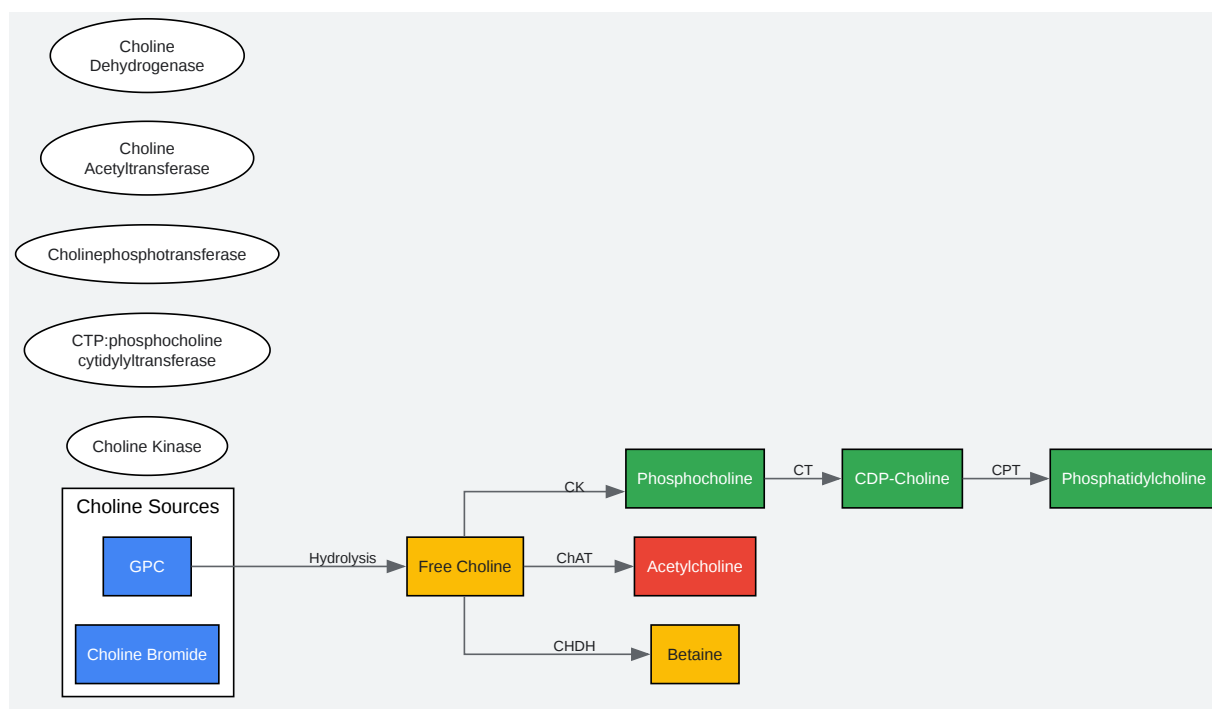 Choline
Dehydrogenase
Choline
Acetyltransferase
Cholinephosphotransferase
CTP:phosphocholine
cytidylyltransferase
Choline Kinase
Choline Sources
GPC
Choline Bromide
Hydrolysis
Free Choline
CK
ChAT
CHDH
Phosphocholine
CT
CDP-Choline
CPT
Phosphatidylcholine
Acetylcholine
Betaine